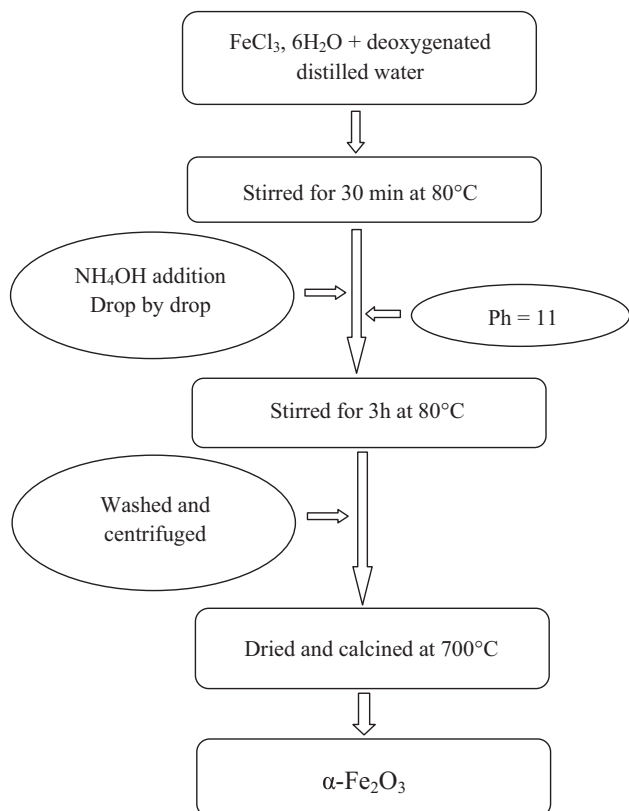 FeCl₃, 6H₂O + deoxygenated
distilled water
Stirred for 30 min at 80°C
NH₄OH addition
Drop by drop
Ph = 11
Stirred for 3h at 80°C
Washed and
centrifuged
Dried and calcined at 700°C
α-Fe₂O₃